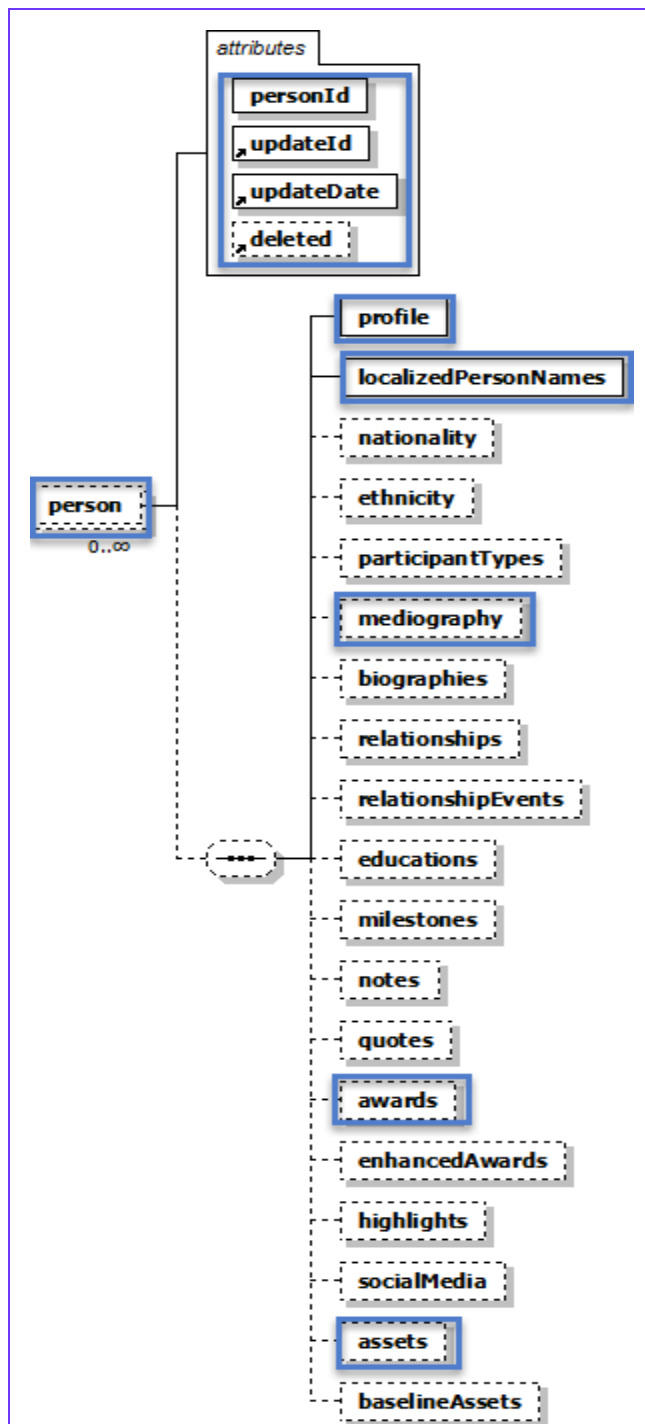 attributes
personId
updateId
updateDate
deleted
profile
localizedPersonNames
nationality
ethnicity
person
0..∞
participantTypes
mediography
biographies
relationships
relationshipEvents
educations
milestones
notes
quotes
awards
enhancedAwards
highlights
socialMedia
assets
baselineAssets